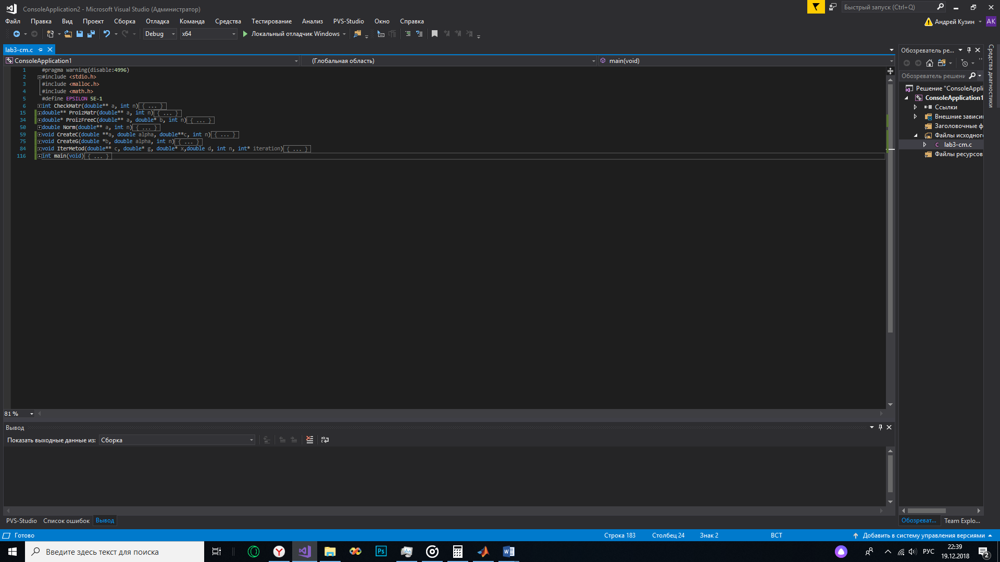 ConsoleApplication2 - Microsoft Visual Studio (Администратор)
Быстрый запуск (Ctrl+Q)
Файл Правка Вид Проект Сборка Отладка Команда Средства Тестирование Анализ PVS-Studio Окно Справка
Андрей Кузин AK
Debug x64 Локальный отладчик Windows
lab3-cm.c
ConsoleApplication1 (Глобальная область) main(void)
1 #pragma warning(disable:4996)
2 #include <stdio.h>
3 #include <malloc.h>
4 #include <math.h>
5 #define EPSILON 5E-1
6 int CheckMatr(double** a, int n){ ... }
15 double** ProizMatr(double** a, int n){ ... }
34 double* ProizFreeC(double** a, double* b, int n){ ... }
50 double Norm(double** a, int n){ ... }
59 void CreateC(double **a, double alpha, double**c, int n){ ... }
75 void CreateG(double *b, double alpha, int n){ ... }
84 void IterMetod(double** c, double* g, double* x,double d, int n, int* iteration){ ... }
116 int main(void){ ... }
81 %
Вывод
Показать выходные данные из: Сборка
PVS-Studio Список ошибок Вывод
Обозреватель ре...
Обозреватель решени
Решение "ConsoleAppli
ConsoleApplication1
Ссылки
Внешние зависи
Заголовочные ф
Файлы исходног
lab3-cm.c
Файлы ресурсов
Обозреват... Team Explo...
Средства диагностики
Готово Строка 183 Столбец 24 Знак 2 ВСТ Добавить в систему управления версиями
Введите здесь текст для поиска
Ps
РУС
22:39
19.12.2018
2